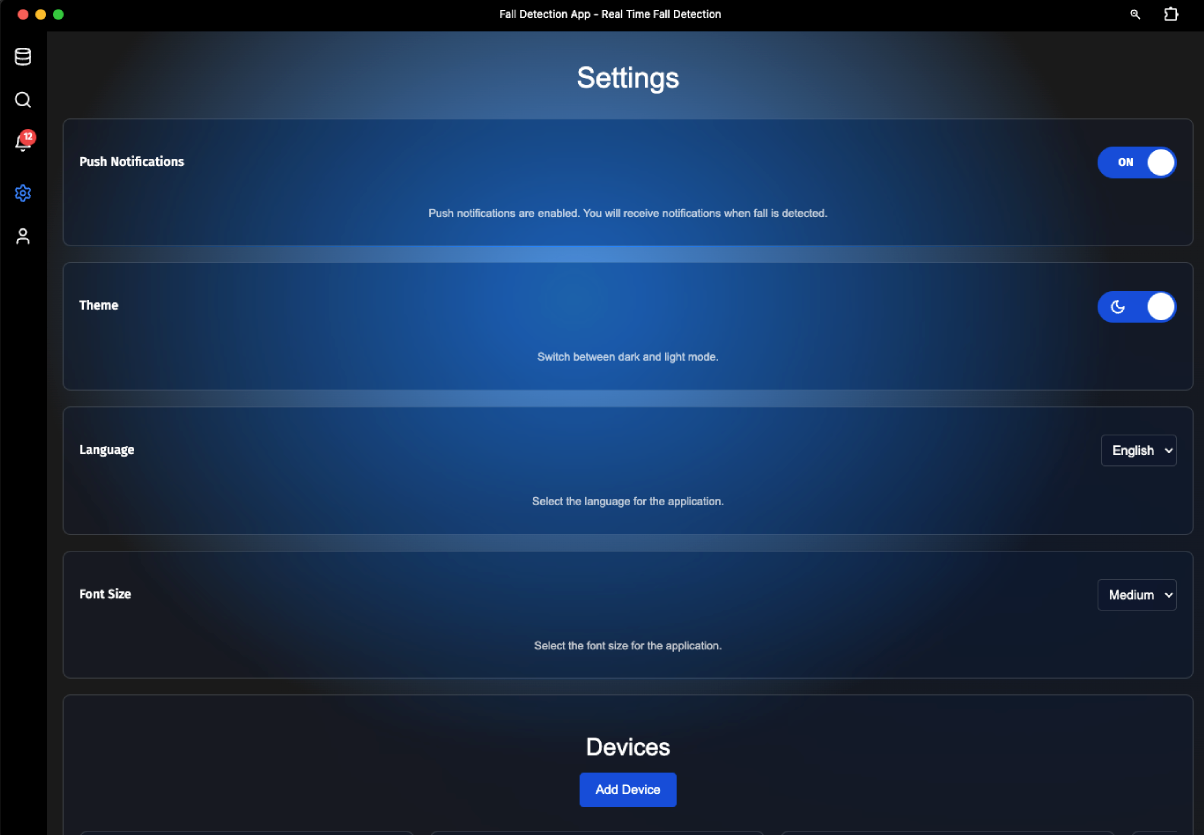 Fall Detection App - Real Time Fall Detection
12
Settings
Push Notifications
ON
Push notifications are enabled. You will receive notifications when fall is detected.
Theme
Switch between dark and light mode.
Language
English
Select the language for the application.
Font Size
Medium
Select the font size for the application.
Devices
Add Device